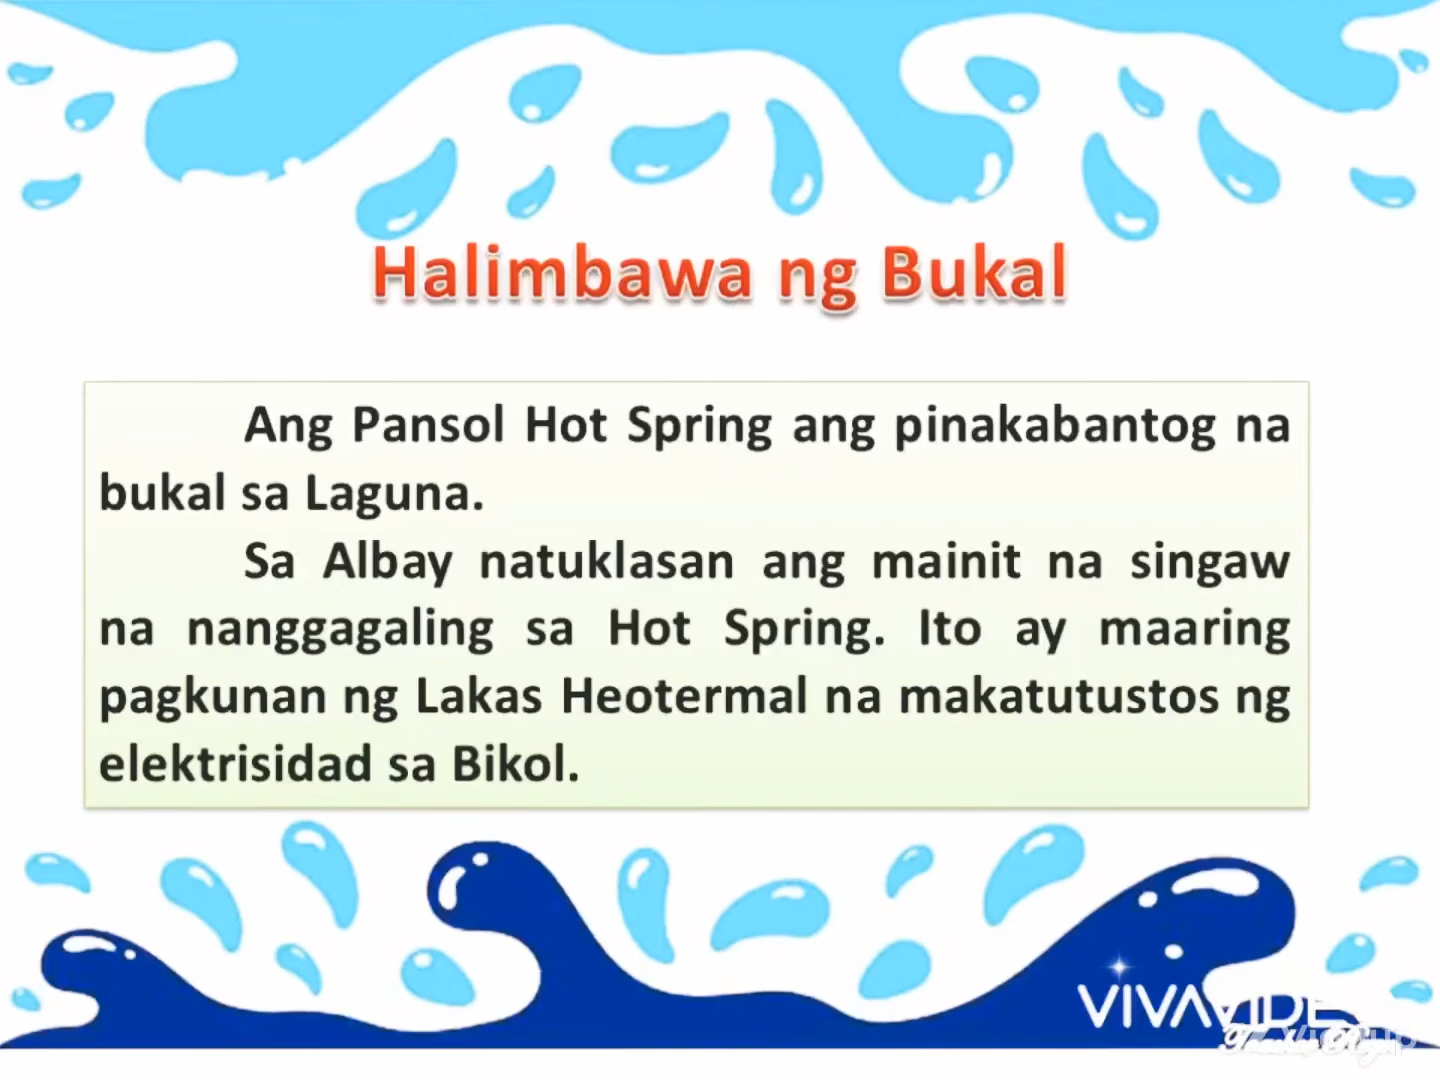 Halimbawa ng Bukal
Ang Pansol Hot Spring ang pinakabantog na
bukal sa Laguna.
Sa Albay natuklasan ang mainit na singaw
na nanggagaling sa Hot Spring. Ito ay maaring
pagkunan ng Lakas Heotermal na makatutustos ng
elektrisidad sa Bikol.